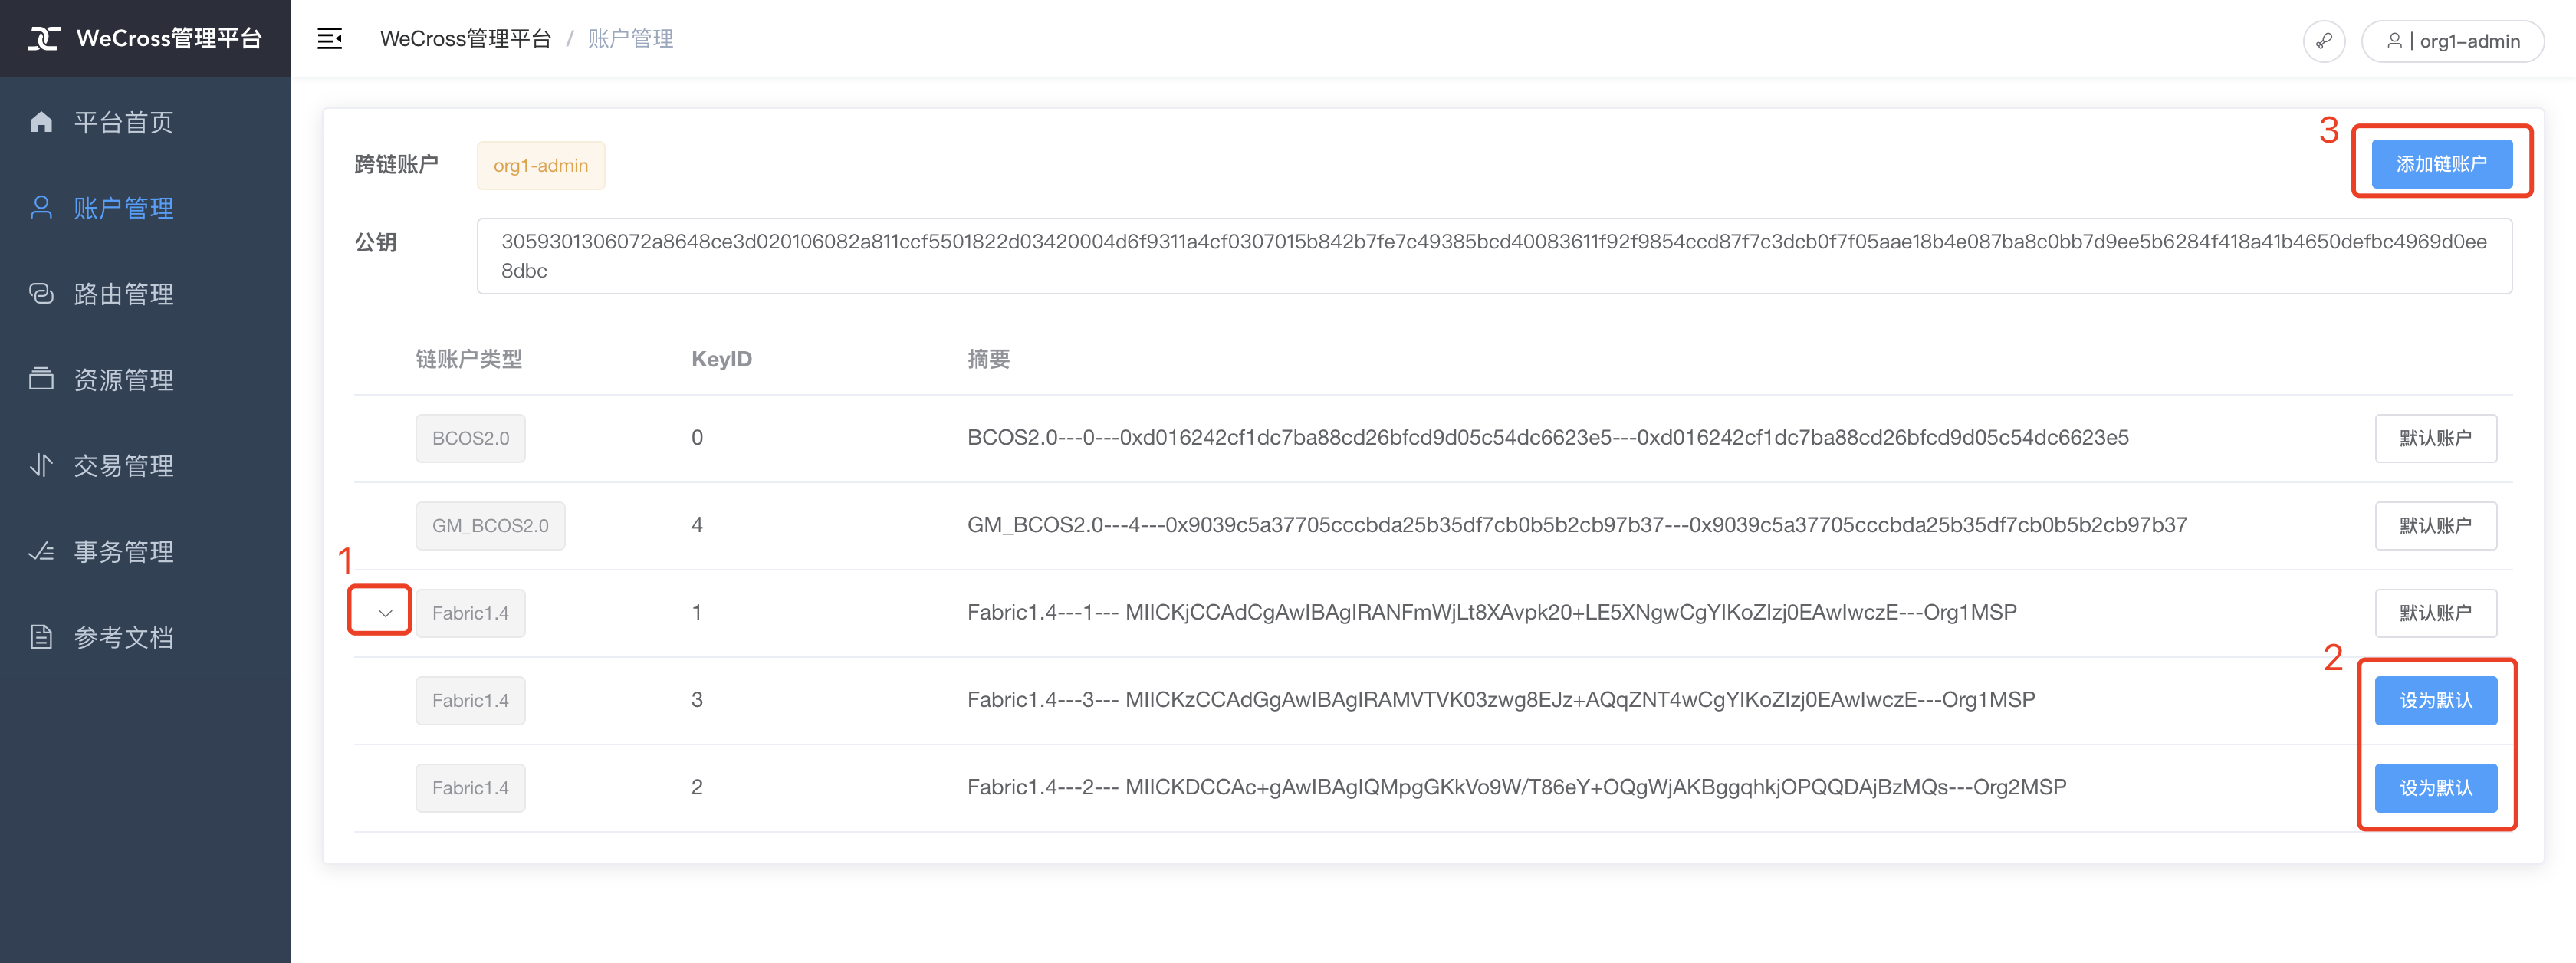 WeCross管理平台
WeCross管理平台 / 账户管理
org1-admin
平台首页
账户管理
路由管理
资源管理
交易管理
事务管理
参考文档
跨链账户
org1-admin
3
添加链账户
公钥
3059301306072a8648ce3d020106082a811ccf5501822d03420004d6f9311a4cf0307015b842b7fe7c49385bcd40083611f92f9854ccd87f7c3dcb0f7f05aae18b4e087ba8c0bb7d9ee5b6284f418a41b4650defbc4969d0ee
8dbc
链账户类型 KeyID 摘要
BCOS2.0 0 BCOS2.0---0---0xd016242cf1dc7ba88cd26bfcd9d05c54dc6623e5---0xd016242cf1dc7ba88cd26bfcd9d05c54dc6623e5 默认账户
GM_BCOS2.0 4 GM_BCOS2.0---4---0x9039c5a37705cccbda25b35df7cb0b5b2cb97b37---0x9039c5a37705cccbda25b35df7cb0b5b2cb97b37 默认账户
1
Fabric1.4 1 Fabric1.4---1--- MIICKjCCAdCgAwIBAgIRANFmWjLt8XAvpk20+LE5XNgwCgYIKoZIzj0EAwIwczE---Org1MSP 默认账户
2
Fabric1.4 3 Fabric1.4---3--- MIICKzCCAdGgAwIBAgIRAMVTVK03zwg8EJz+AQqZNT4wCgYIKoZIzj0EAwIwczE---Org1MSP 设为默认
Fabric1.4 2 Fabric1.4---2--- MIICKDCCAc+gAwIBAgIQMpgGKkVo9W/T86eY+OQgWjAKBggqhkjOPQQDAjBzMQs---Org2MSP 设为默认